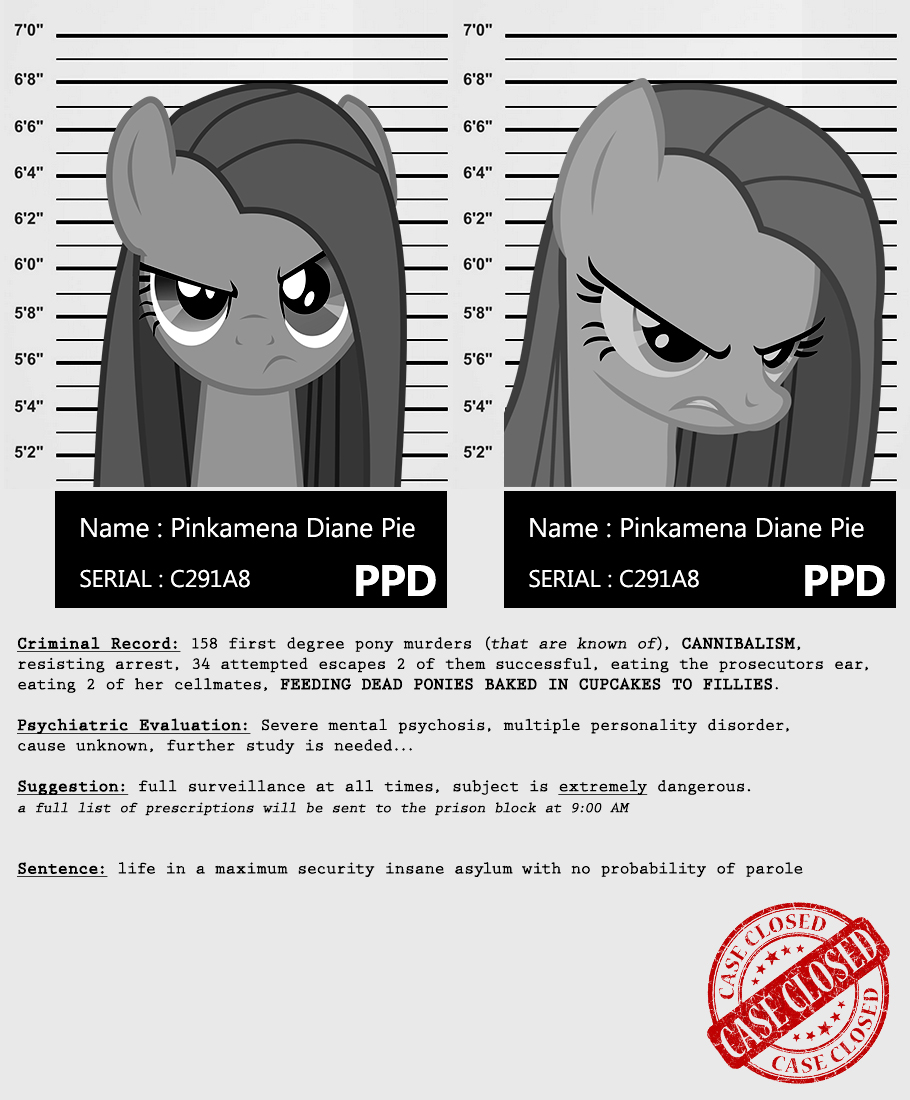 7'0"
6'8"
6'6"
6'4"
6'2"
6'0"
5'8"
5'6"
5'4"
5'2"
7'0"
6'8"
6'6"
6'4"
6'2"
6'0"
5'8"
5'6"
5'4"
5'2"
Name : Pinkamena Diane Pie
SERIAL : C291A8 PPD
Name : Pinkamena Diane Pie
SERIAL : C291A8 PPD
Criminal Record: 158 first degree pony murders (that are known of), CANNIBALISM,
resisting arrest, 34 attempted escapes 2 of them successful, eating the prosecutors ear,
eating 2 of her cellmates, FEEDING DEAD PONIES BAKED IN CUPCAKES TO FILLIES.
Psychiatric Evaluation: Severe mental psychosis, multiple personality disorder,
cause unknown, further study is needed...
Suggestion: full surveillance at all times, subject is extremely dangerous.
a full list of prescriptions will be sent to the prison block at 9:00 AM
Sentence: life in a maximum security insane asylum with no probability of parole
CASE CLOSED
CASE CLOSED
CASE CLOSED